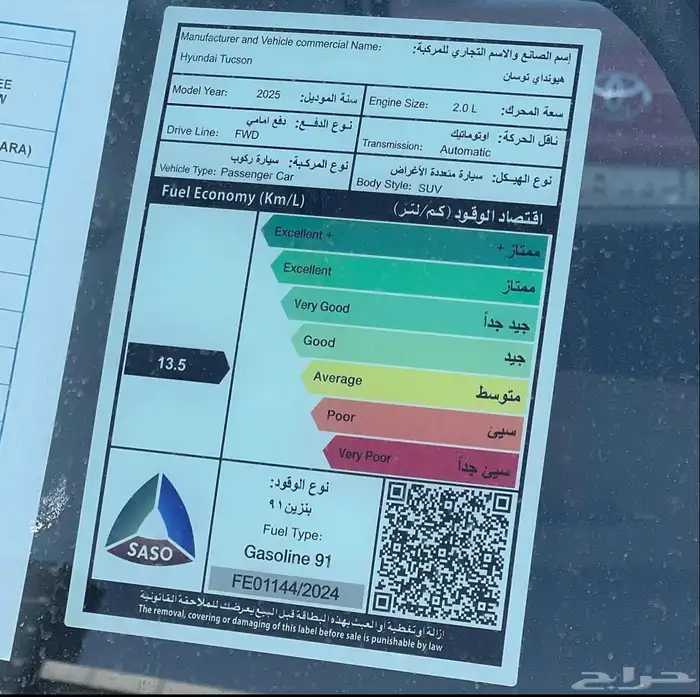 EE
W
ARA)
Manufacturer and Vehicle commercial Name:
إسم الصانع والاسم التجاري للمركبة:
Hyundai Tucson
هيونداي توسان
Model Year: 2025 سنة الموديل:
Engine Size: 2.0 L سعة المحرك:
Drive Line: FWD
نوع الدفع: دفع امامي
Transmission: Automatic
ناقل الحركة: اوتوماتيك
Vehicle Type: Passenger Car
نوع المركبة: سيارة ركوب
Body Style: SUV
نوع الهيكل: سيارة متعددة الأغراض
Fuel Economy (Km/L)
اقتصاد الوقود (كم/لتر)
Excellent + ممتاز +
Excellent ممتاز
Very Good جيد جداً
Good جيد
13.5
Average متوسط
Poor سيئ
Very Poor سيئ جداً
SASO
نوع الوقود:
بنزين ٩١
Fuel Type:
Gasoline 91
FE01144/2024
إزالة أو تغطية أو العبث بهذه البطاقة قبل البيع يعرضك للملاحقة القانونية
The removal, covering or damaging of this label before sale is punishable by law
حراج